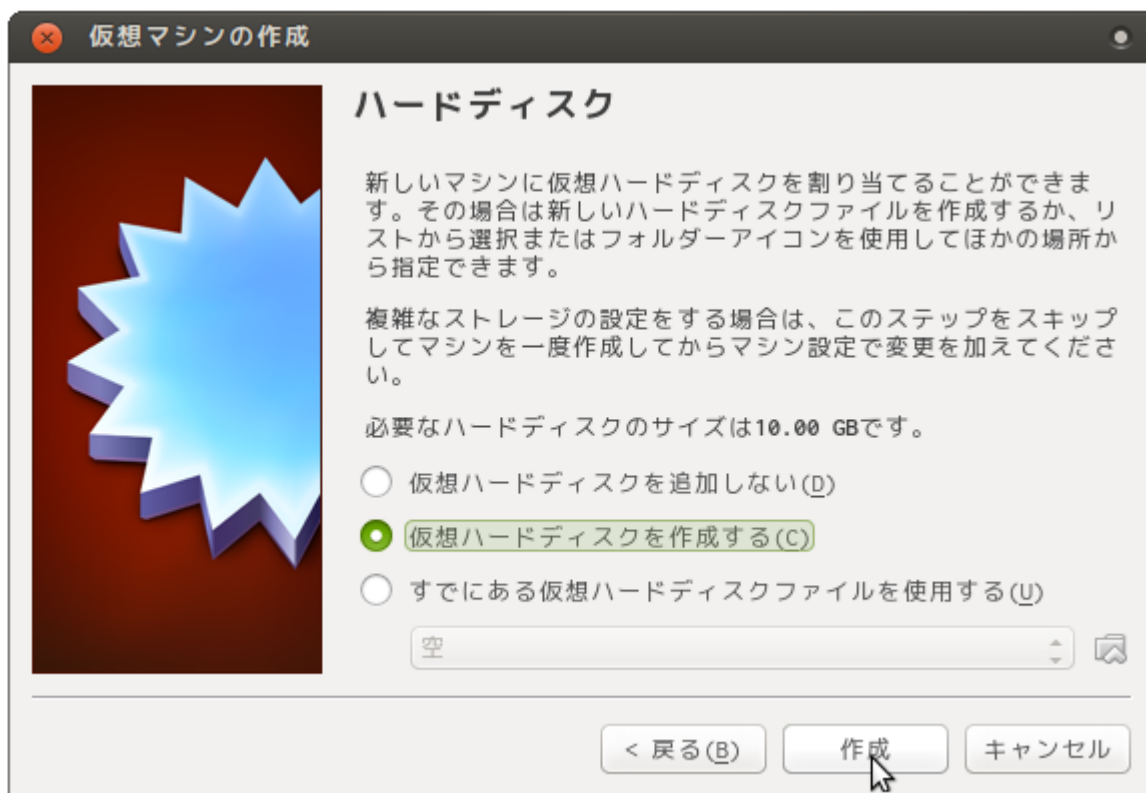 仮想マシンの作成
ハードディスク
新しいマシンに仮想ハードディスクを割り当てることができま
す。その場合は新しいハードディスクファイルを作成するか、リ
ストから選択またはフォルダーアイコンを使用してほかの場所か
ら指定できます。
複雑なストレージの設定をする場合は、このステップをスキップ
してマシンを一度作成してからマシン設定で変更を加えてくださ
い。
必要なハードディスクのサイズは10.00 GBです。
仮想ハードディスクを追加しない(D)
仮想ハードディスクを作成する(C)
すでにある仮想ハードディスクファイルを使用する(U)
空
< 戻る(B)
作成
キャンセル